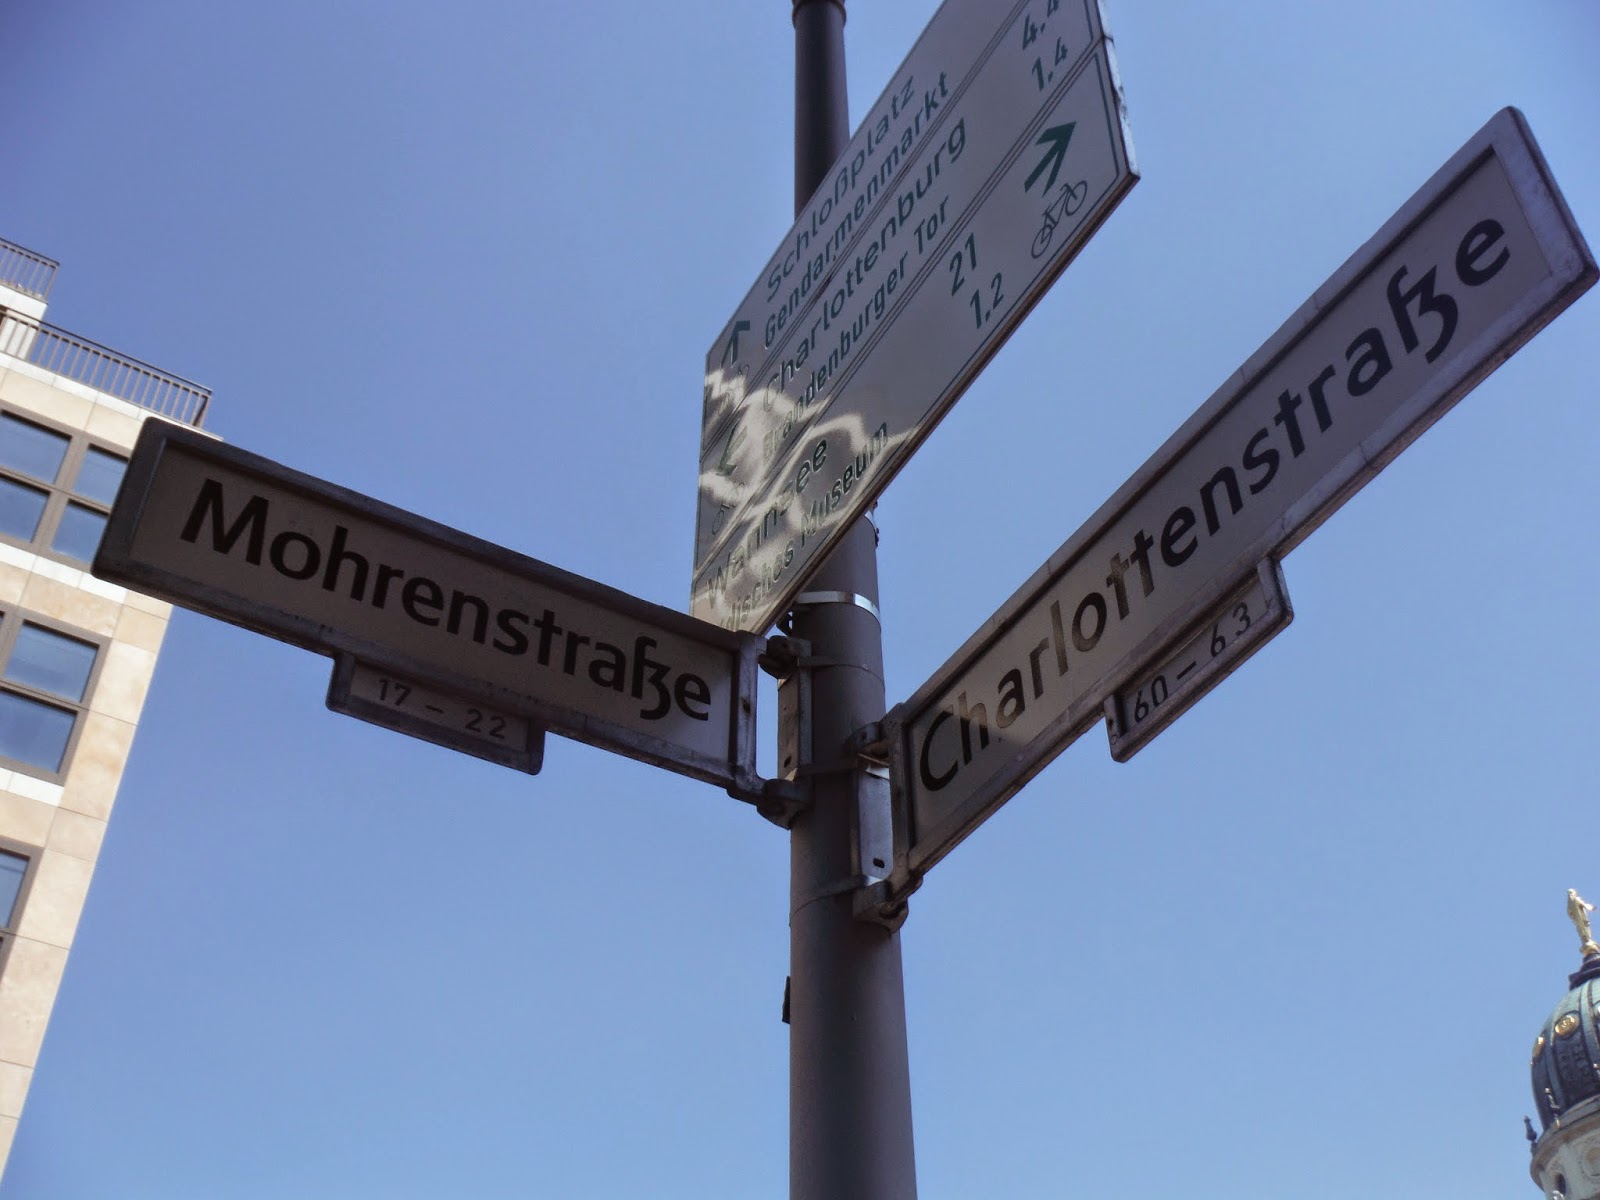 4.4
Schloßplatz
Gendarmenmarkt 1.4
Charlottenburg
Brandenburger Tor
Wannsee 21
Museum 1.2
Mohrenstraße
17 – 22
Charlottenstraße
60 – 63